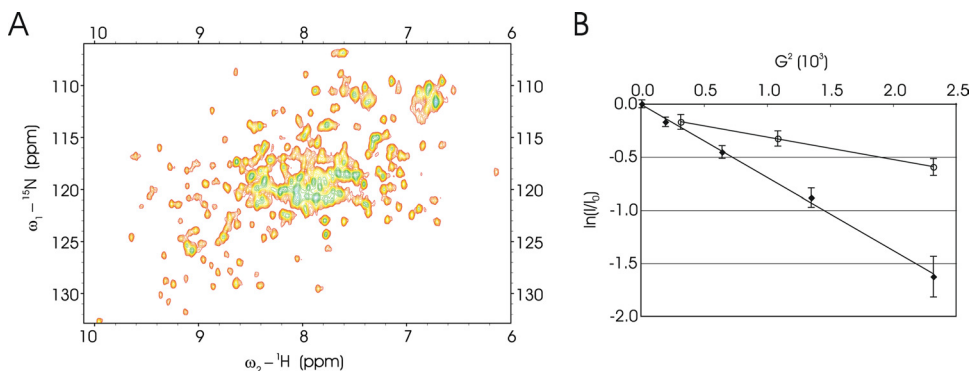 A
10 9 8 7 6
110 110
115 115
120 120
125 125
130 130
10 9 8 7 6
ω₁ – ¹⁵N (ppm)
ω₂ – ¹H (ppm)
B
G² (10³)
0.5 1.0 1.5 2.0 2.5
0.0
-0.5
-1.0
-1.5
-2.0
ln(I/I₀)